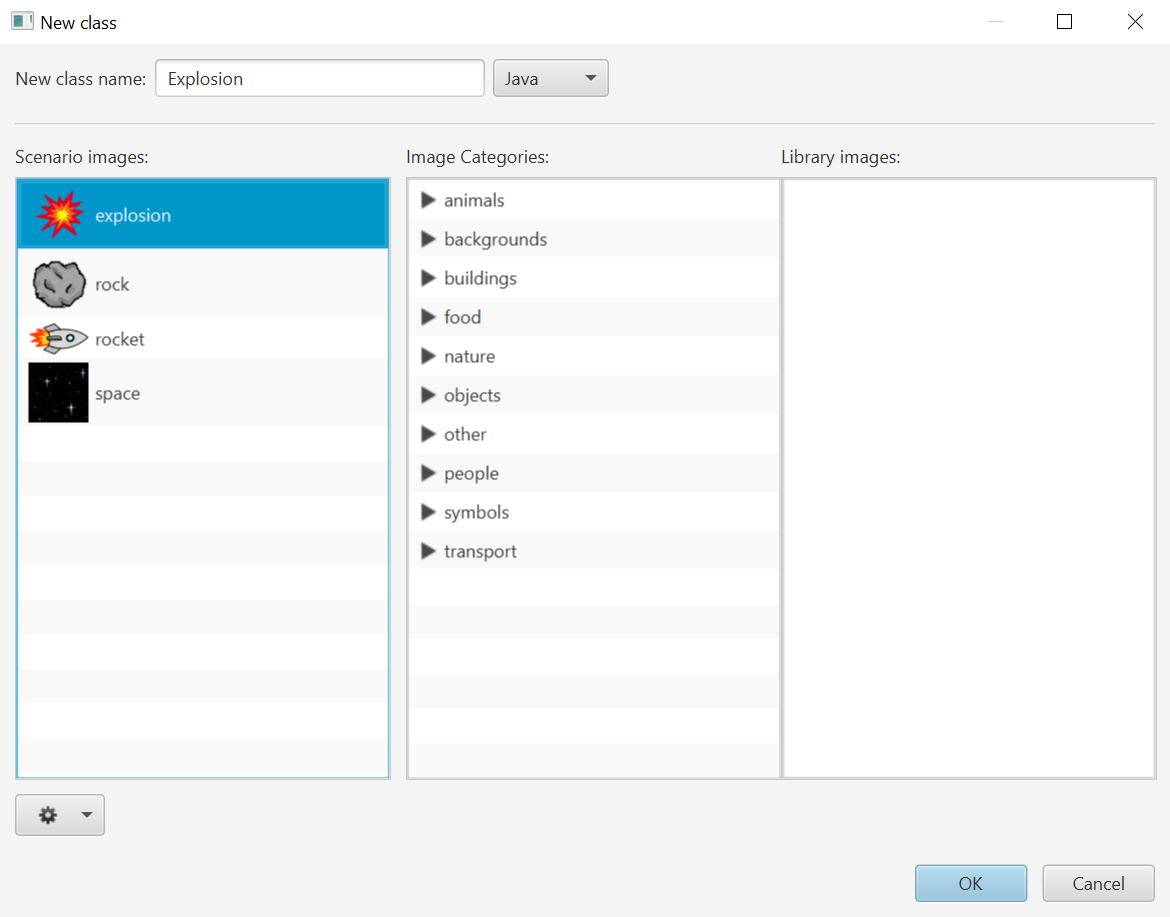 New class
New class name: Explosion Java
Scenario images:
explosion
rock
rocket
space
Image Categories:
animals
backgrounds
buildings
food
nature
objects
other
people
symbols
transport
Library images:
OK Cancel